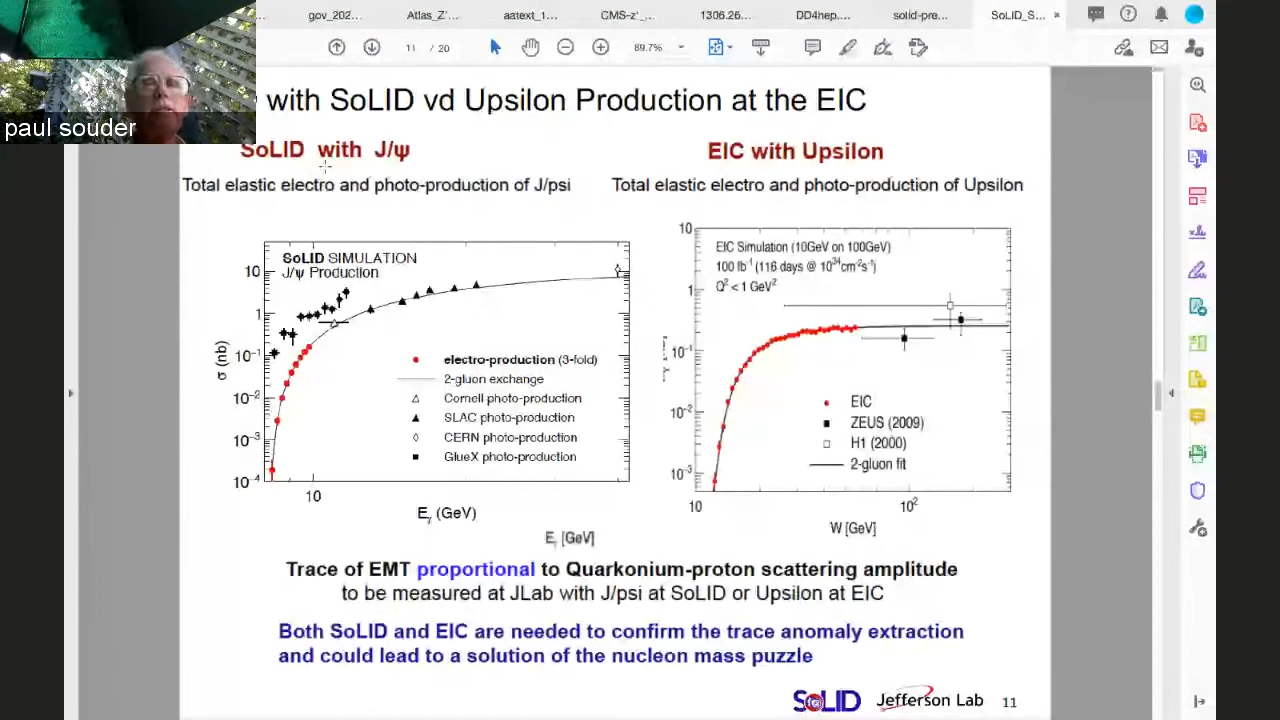 gov_202...
Atlas_Z'...
aatext_1...
CMS-z'_...
1306.26...
DD4hep....
solid-pre...
SoLID_S... ×
11 / 20
69.7%
paul souder
with SoLID vd Upsilon Production at the EIC
SoLID with J/ψ
EIC with Upsilon
Total elastic electro and photo-production of J/psi
Total elastic electro and photo-production of Upsilon
SoLID SIMULATION
J/ψ Production
10
1
10⁻¹
10⁻²
10⁻³
10⁻⁴
σ (nb)
electro-production (3-fold)
2-gluon exchange
Cornell photo-production
SLAC photo-production
CERN photo-production
GlueX photo-production
10
Eγ (GeV)
Eγ [GeV]
EIC Simulation (10GeV on 100GeV)
100 fb⁻¹ (116 days @ 10³⁴cm⁻²s⁻¹)
Q² < 1 GeV²
10
1
10⁻¹
10⁻²
10⁻³
EIC
ZEUS (2009)
H1 (2000)
2-gluon fit
10
10²
W [GeV]
Trace of EMT proportional to Quarkonium-proton scattering amplitude
to be measured at JLab with J/psi at SoLID or Upsilon at EIC
Both SoLID and EIC are needed to confirm the trace anomaly extraction
and could lead to a solution of the nucleon mass puzzle
SoLID
Jefferson Lab
11